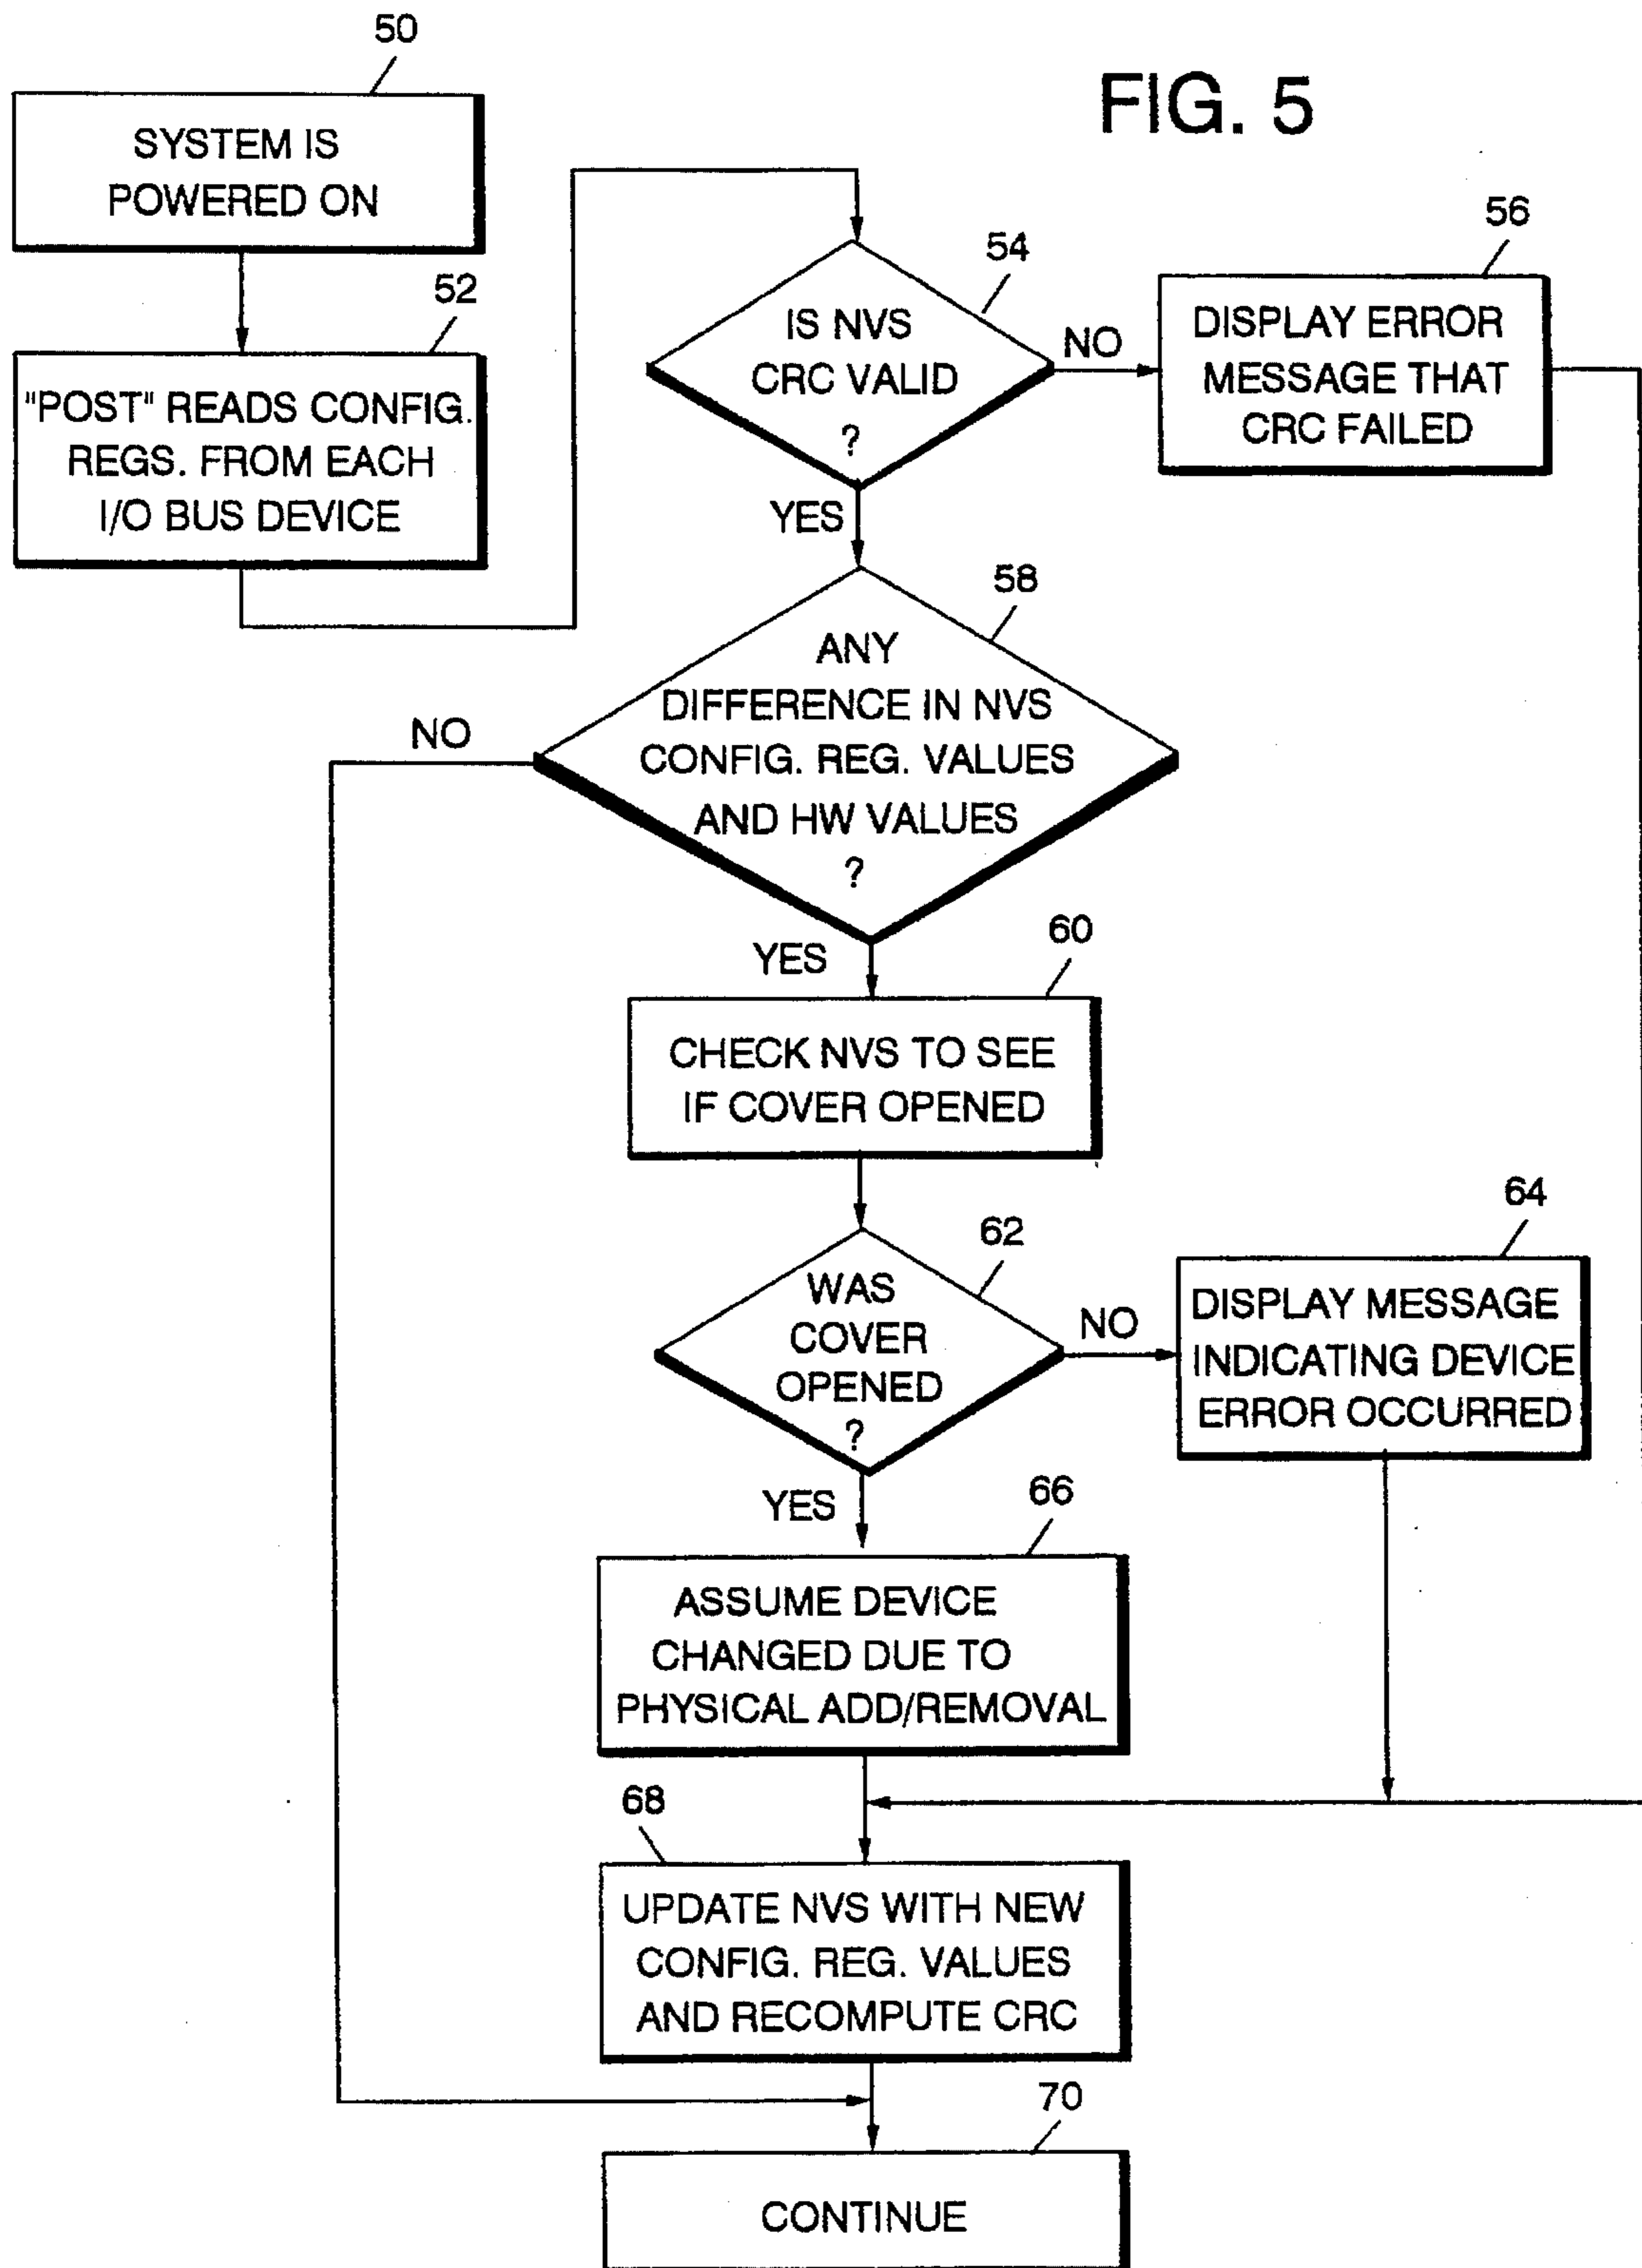 FIG. 5
50
SYSTEM IS
POWERED ON
52
"POST" READS CONFIG.
REGS. FROM EACH
I/O BUS DEVICE
54
IS NVS
CRC VALID
?
NO
56
DISPLAY ERROR
MESSAGE THAT
CRC FAILED
YES
58
ANY
DIFFERENCE IN NVS
CONFIG. REG. VALUES
AND HW VALUES
?
NO
YES
60
CHECK NVS TO SEE
IF COVER OPENED
62
WAS
COVER
OPENED
?
NO
64
DISPLAY MESSAGE
INDICATING DEVICE
ERROR OCCURRED
YES
66
ASSUME DEVICE
CHANGED DUE TO
PHYSICAL ADD/REMOVAL
68
UPDATE NVS WITH NEW
CONFIG. REG. VALUES
AND RECOMPUTE CRC
70
CONTINUE